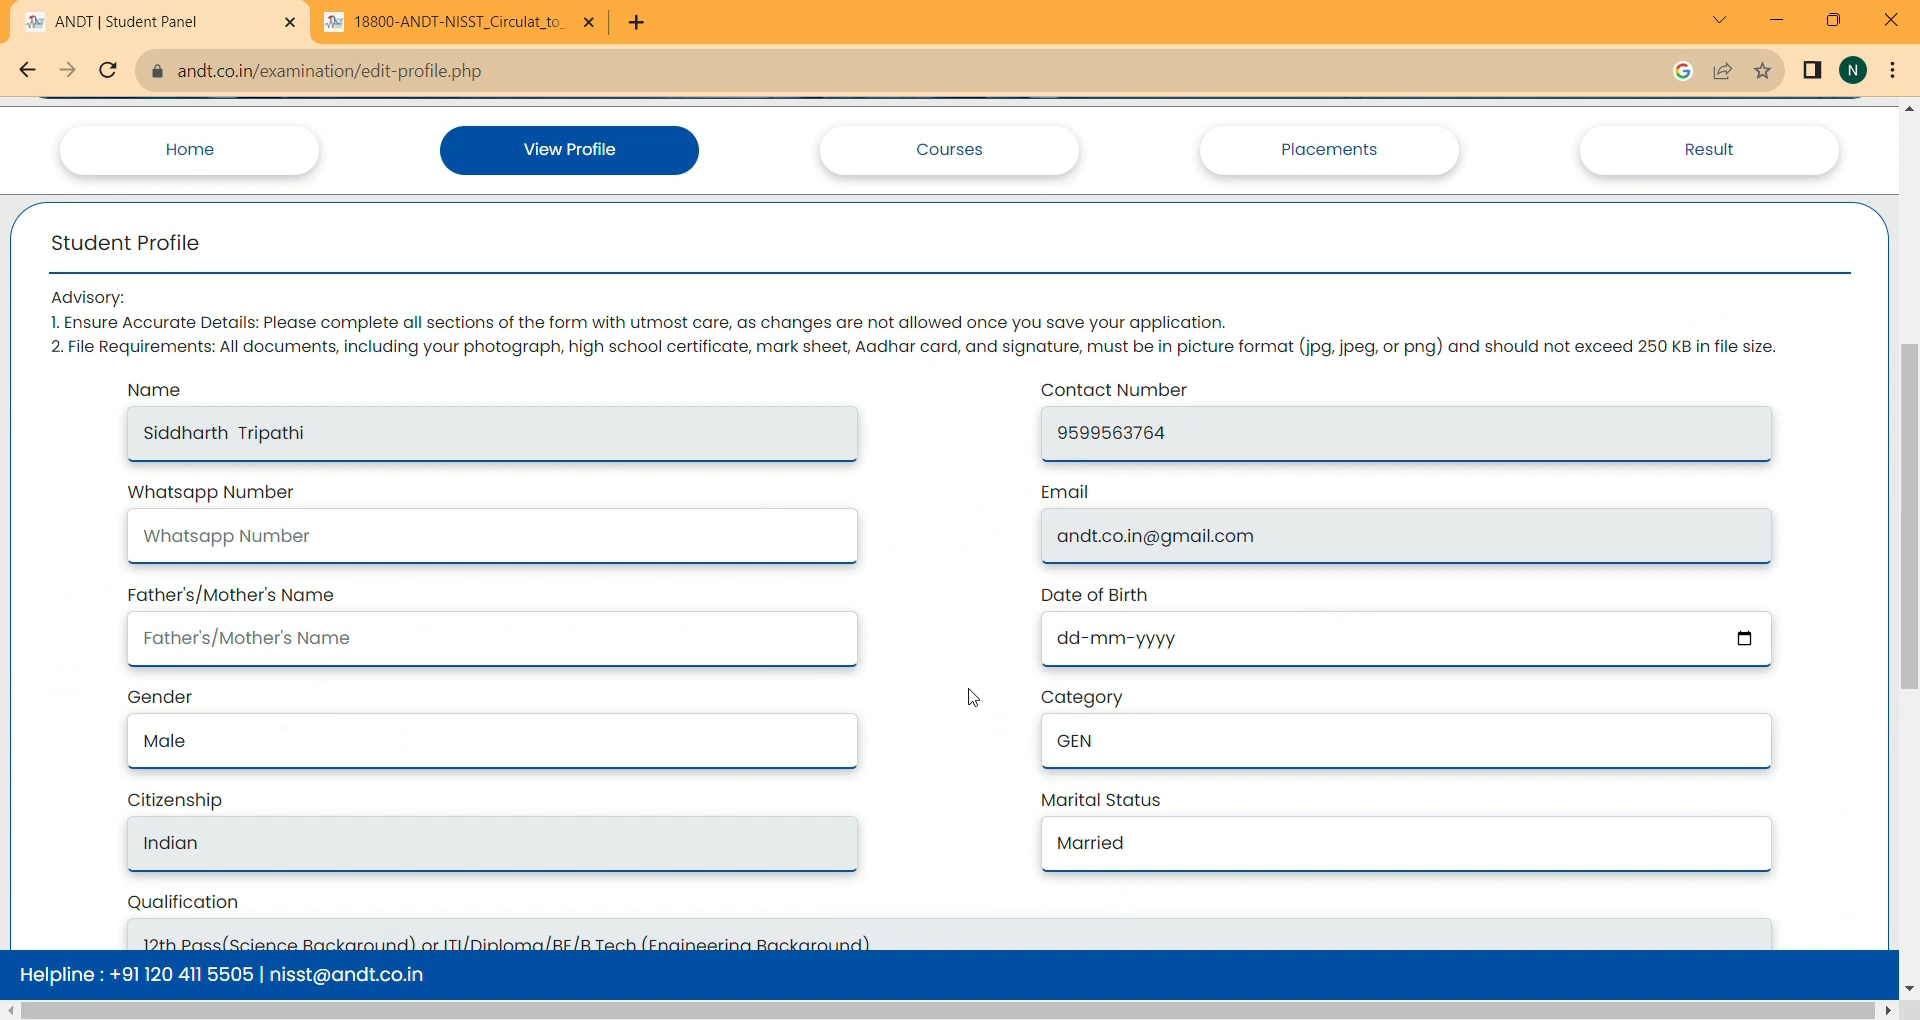 ANDT | Student Panel
18800-ANDT-NISST_Circulat_to_
andt.co.in/examination/edit-profile.php
G
N
Home
View Profile
Courses
Placements
Result
Student Profile
Advisory:
1. Ensure Accurate Details: Please complete all sections of the form with utmost care, as changes are not allowed once you save your application.
2. File Requirements: All documents, including your photograph, high school certificate, mark sheet, Aadhar card, and signature, must be in picture format (jpg, jpeg, or png) and should not exceed 250 KB in file size.
Name
Contact Number
Siddharth Tripathi
9599563764
Whatsapp Number
Email
Whatsapp Number
andt.co.in@gmail.com
Father's/Mother's Name
Date of Birth
Father's/Mother's Name
dd-mm-yyyy
Gender
Category
Male
GEN
Citizenship
Marital Status
Indian
Married
Qualification
12th Pass(Science Background) or ITI/Diploma/BE/B.Tech (Engineering Background)
Helpline : +91 120 411 5505 | nisst@andt.co.in